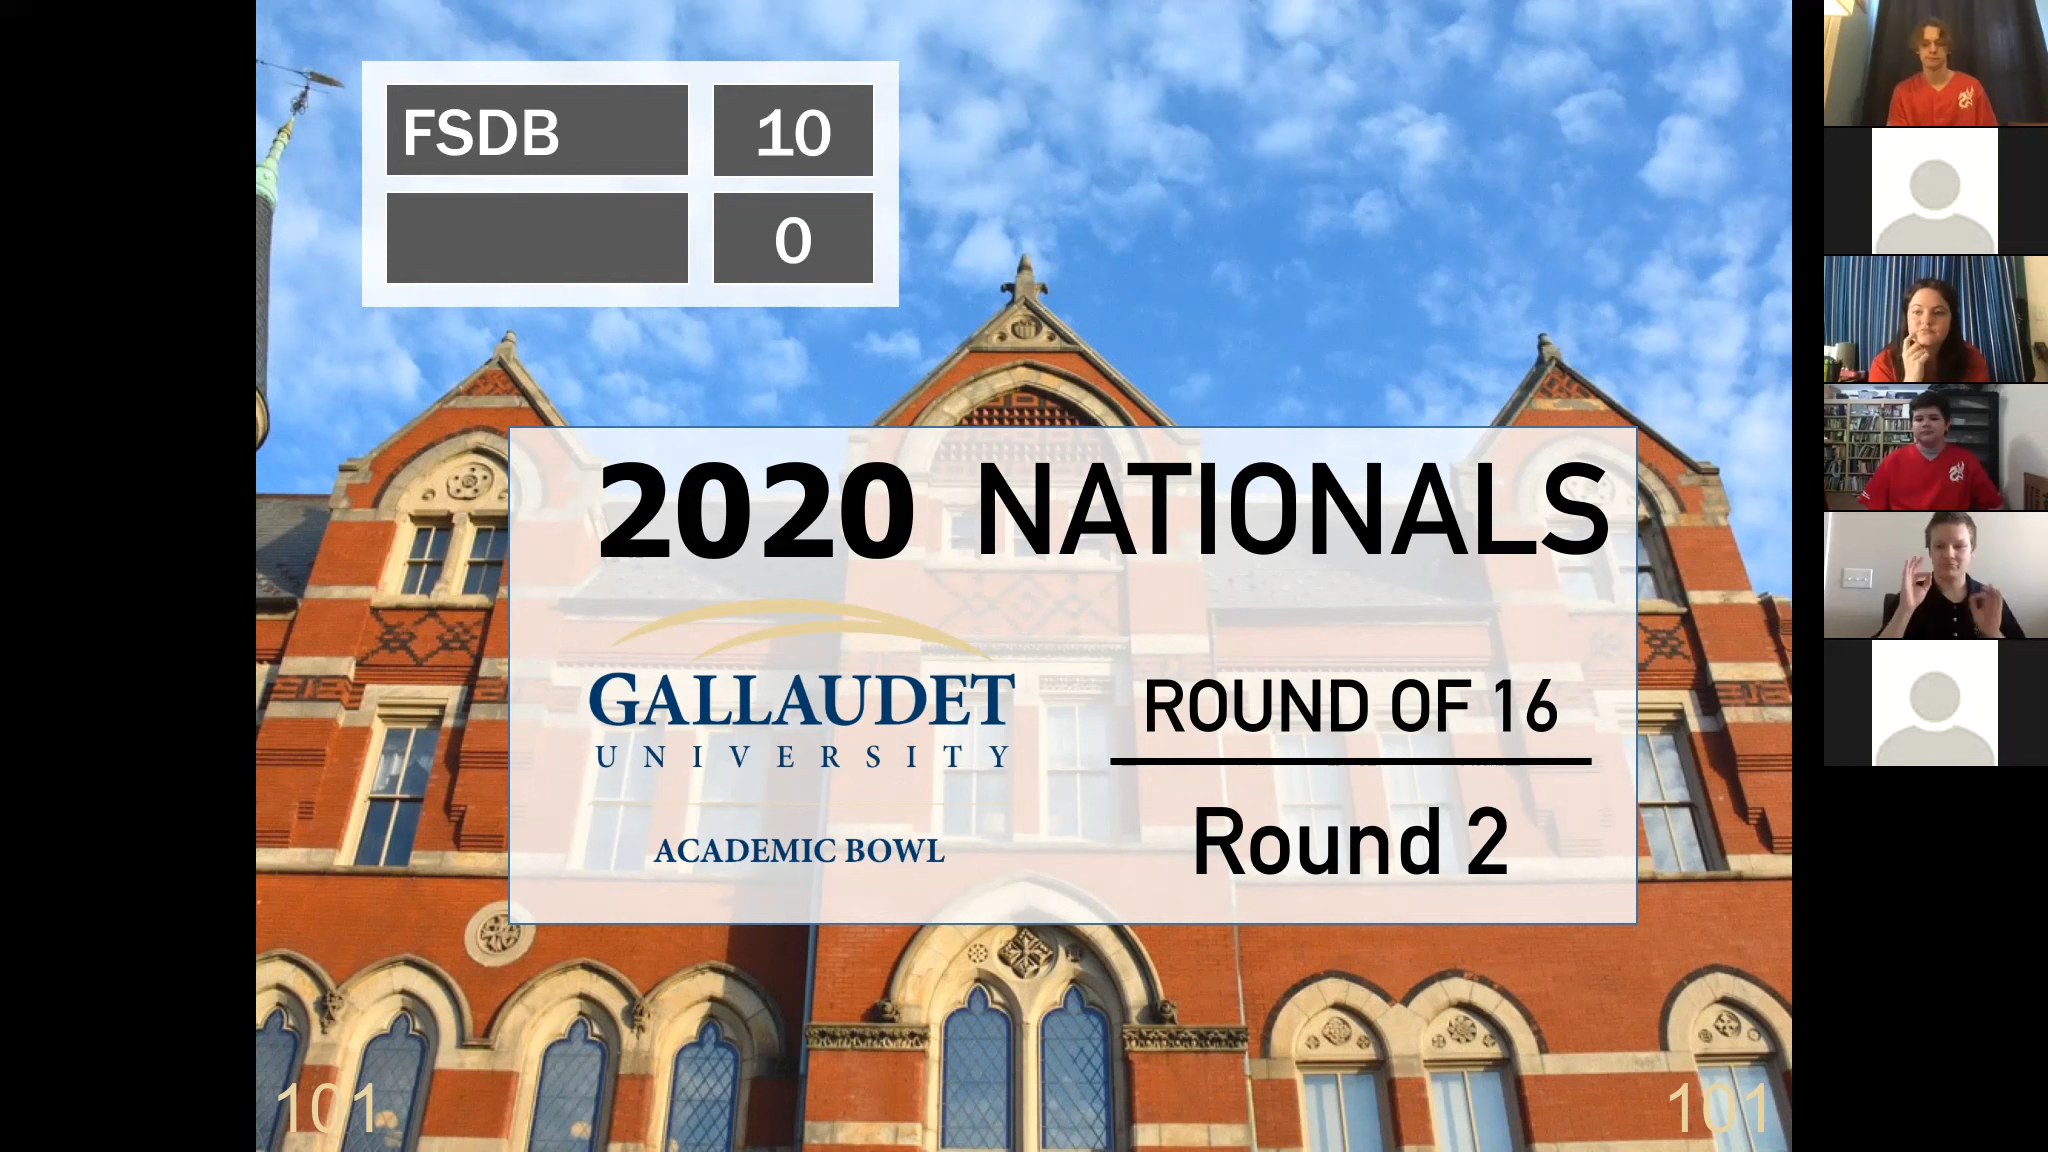 FSDB 10
0
2020 NATIONALS
GALLAUDET
UNIVERSITY
ACADEMIC BOWL
ROUND OF 16
Round 2
101 101